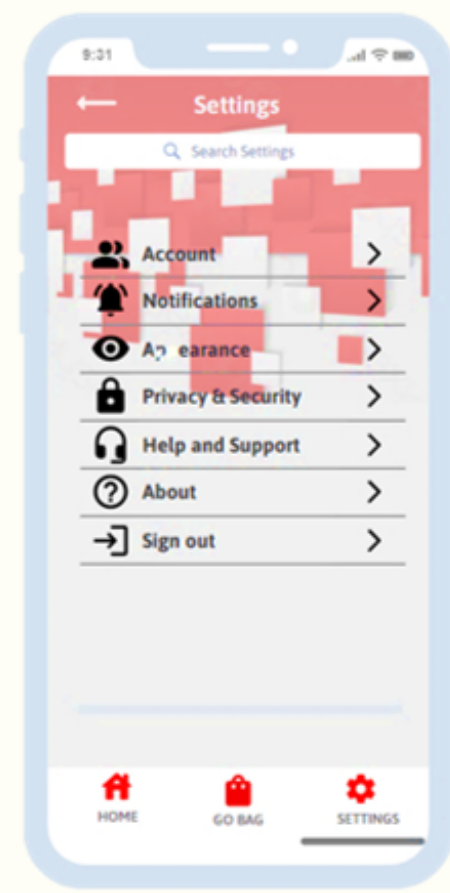 9:31
Settings
Search Settings
Account
Notifications
Appearance
Privacy & Security
Help and Support
About
Sign out
HOME
GO BAG
SETTINGS